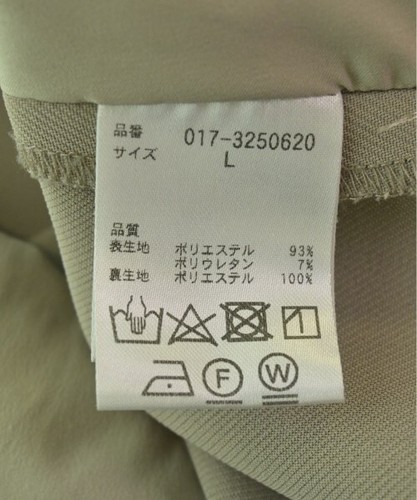 品番 017-3250620
サイズ L
品質
表生地 ポリエステル 93%
ポリウレタン 7%
裏生地 ポリエステル 100%
F W